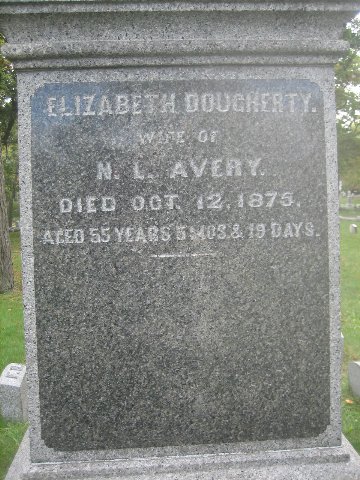 ELIZABETH DOUGHERTY.
WIFE OF
N. L. AVERY.
DIED OCT. 12, 1875.
AGED 55 YEARS 5 MOS & 19 DAYS.